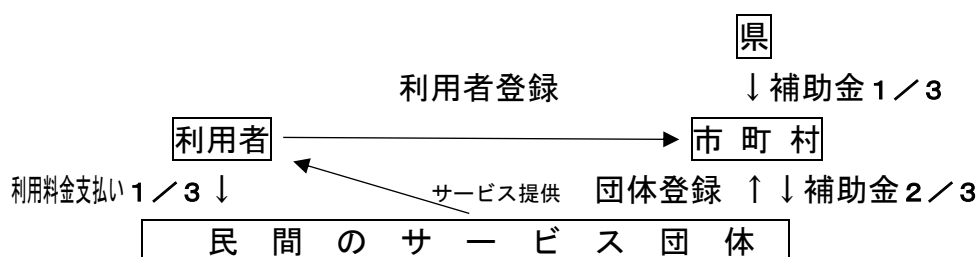 県
利用者登録 ↓補助金1／3
利用者 市 町 村
利用料金支払い1／3 ↓ サービス提供 団体登録 ↑↓補助金2／3
民 間 の サ ー ビ ス 団 体